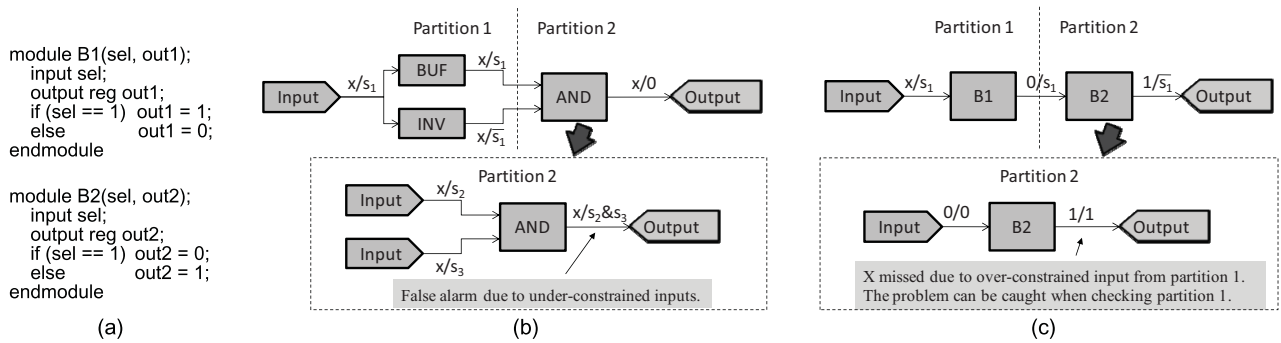 module B1(sel, out1);
input sel;
output reg out1;
if (sel == 1) out1 = 1;
else out1 = 0;
endmodule
module B2(sel, out2);
input sel;
output reg out2;
if (sel == 1) out2 = 0;
else out2 = 1;
endmodule
(a)
Partition 1 Partition 2
Input
x/s₁
BUF
x/s₁
INV
x/s̅₁
AND
x/0
Output
Partition 2
Input
x/s₂
Input
x/s₃
AND
x/s₂&s₃
Output
False alarm due to under-constrained inputs.
(b)
Partition 1 Partition 2
Input
x/s₁
B1
0/s₁
B2
1/s̅₁
Output
Partition 2
Input
0/0
B2
1/1
Output
X missed due to over-constrained input from partition 1.
The problem can be caught when checking partition 1.
(c)